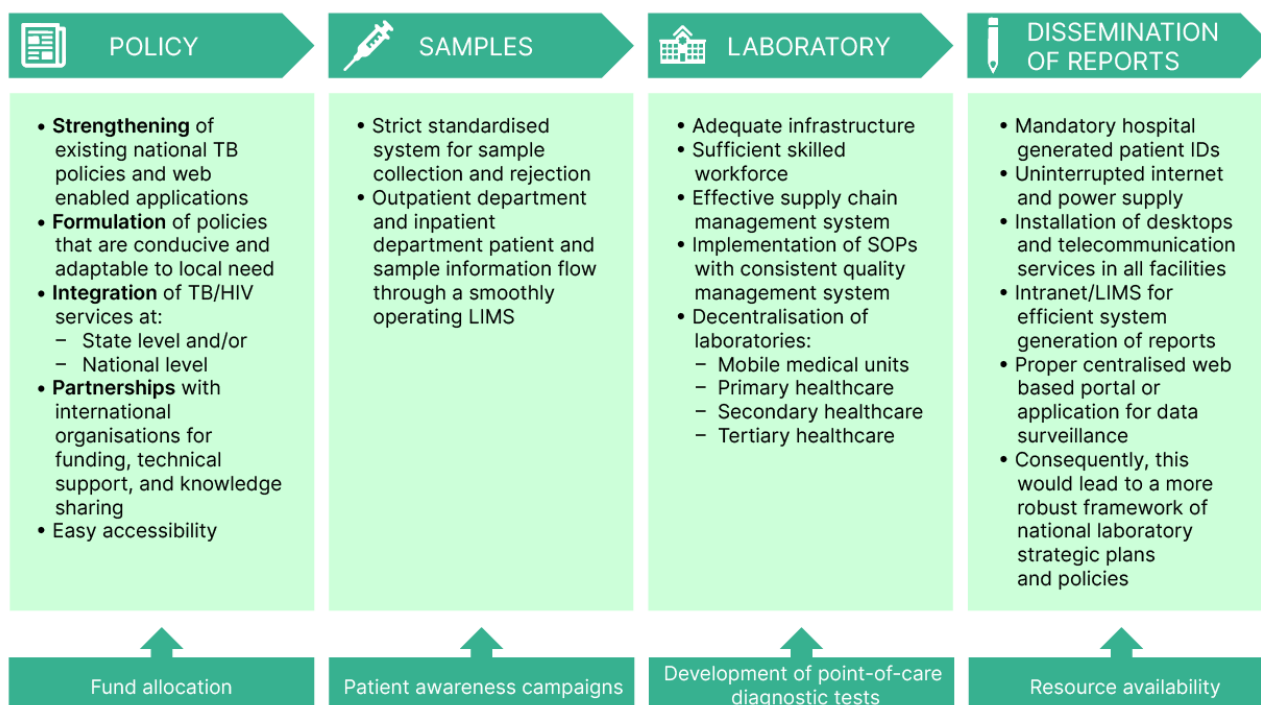 POLICY
• Strengthening of
existing national TB
policies and web
enabled applications
• Formulation of policies
that are conducive and
adaptable to local need
• Integration of TB/HIV
services at:
– State level and/or
– National level
• Partnerships with
international
organisations for
funding, technical
support, and knowledge
sharing
• Easy accessibility
Fund allocation
SAMPLES
• Strict standardised
system for sample
collection and rejection
• Outpatient department
and inpatient
department patient and
sample information flow
through a smoothly
operating LIMS
Patient awareness campaigns
LABORATORY
• Adequate infrastructure
• Sufficient skilled
workforce
• Effective supply chain
management system
• Implementation of SOPs
with consistent quality
management system
• Decentralisation of
laboratories:
– Mobile medical units
– Primary healthcare
– Secondary healthcare
– Tertiary healthcare
Development of point-of-care
diagnostic tests
DISSEMINATION
OF REPORTS
• Mandatory hospital
generated patient IDs
• Uninterrupted internet
and power supply
• Installation of desktops
and telecommunication
services in all facilities
• Intranet/LIMS for
efficient system
generation of reports
• Proper centralised web
based portal or
application for data
surveillance
• Consequently, this
would lead to a more
robust framework of
national laboratory
strategic plans
and policies
Resource availability